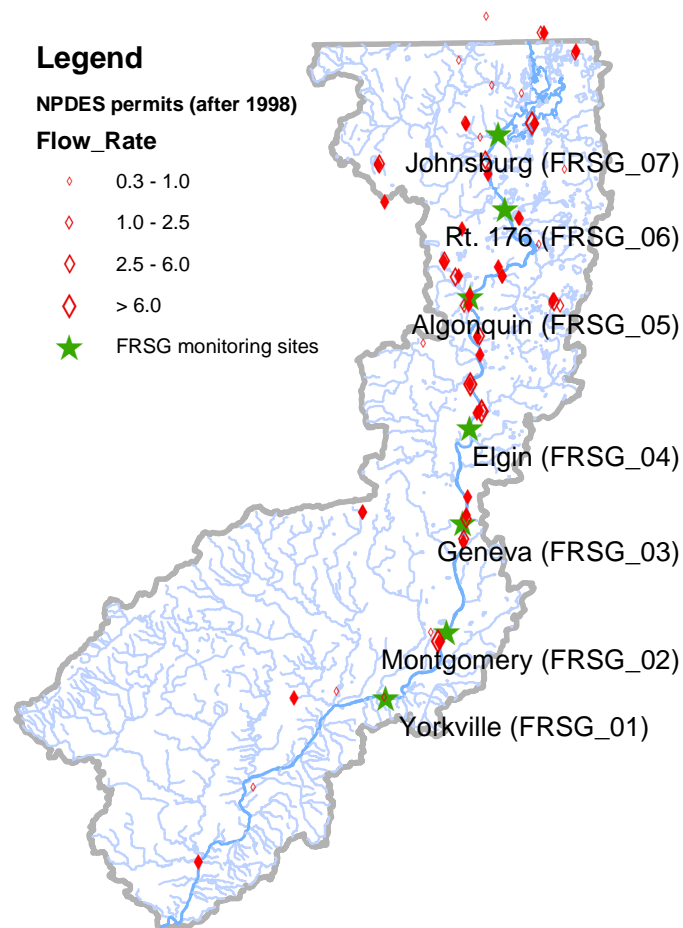 Legend
NPDES permits (after 1998)
Flow_Rate
0.3 - 1.0
1.0 - 2.5
2.5 - 6.0
> 6.0
FRSG monitoring sites
Johnsburg (FRSG_07)
Rt. 176 (FRSG_06)
Algonquin (FRSG_05)
Elgin (FRSG_04)
Geneva (FRSG_03)
Montgomery (FRSG_02)
Yorkville (FRSG_01)